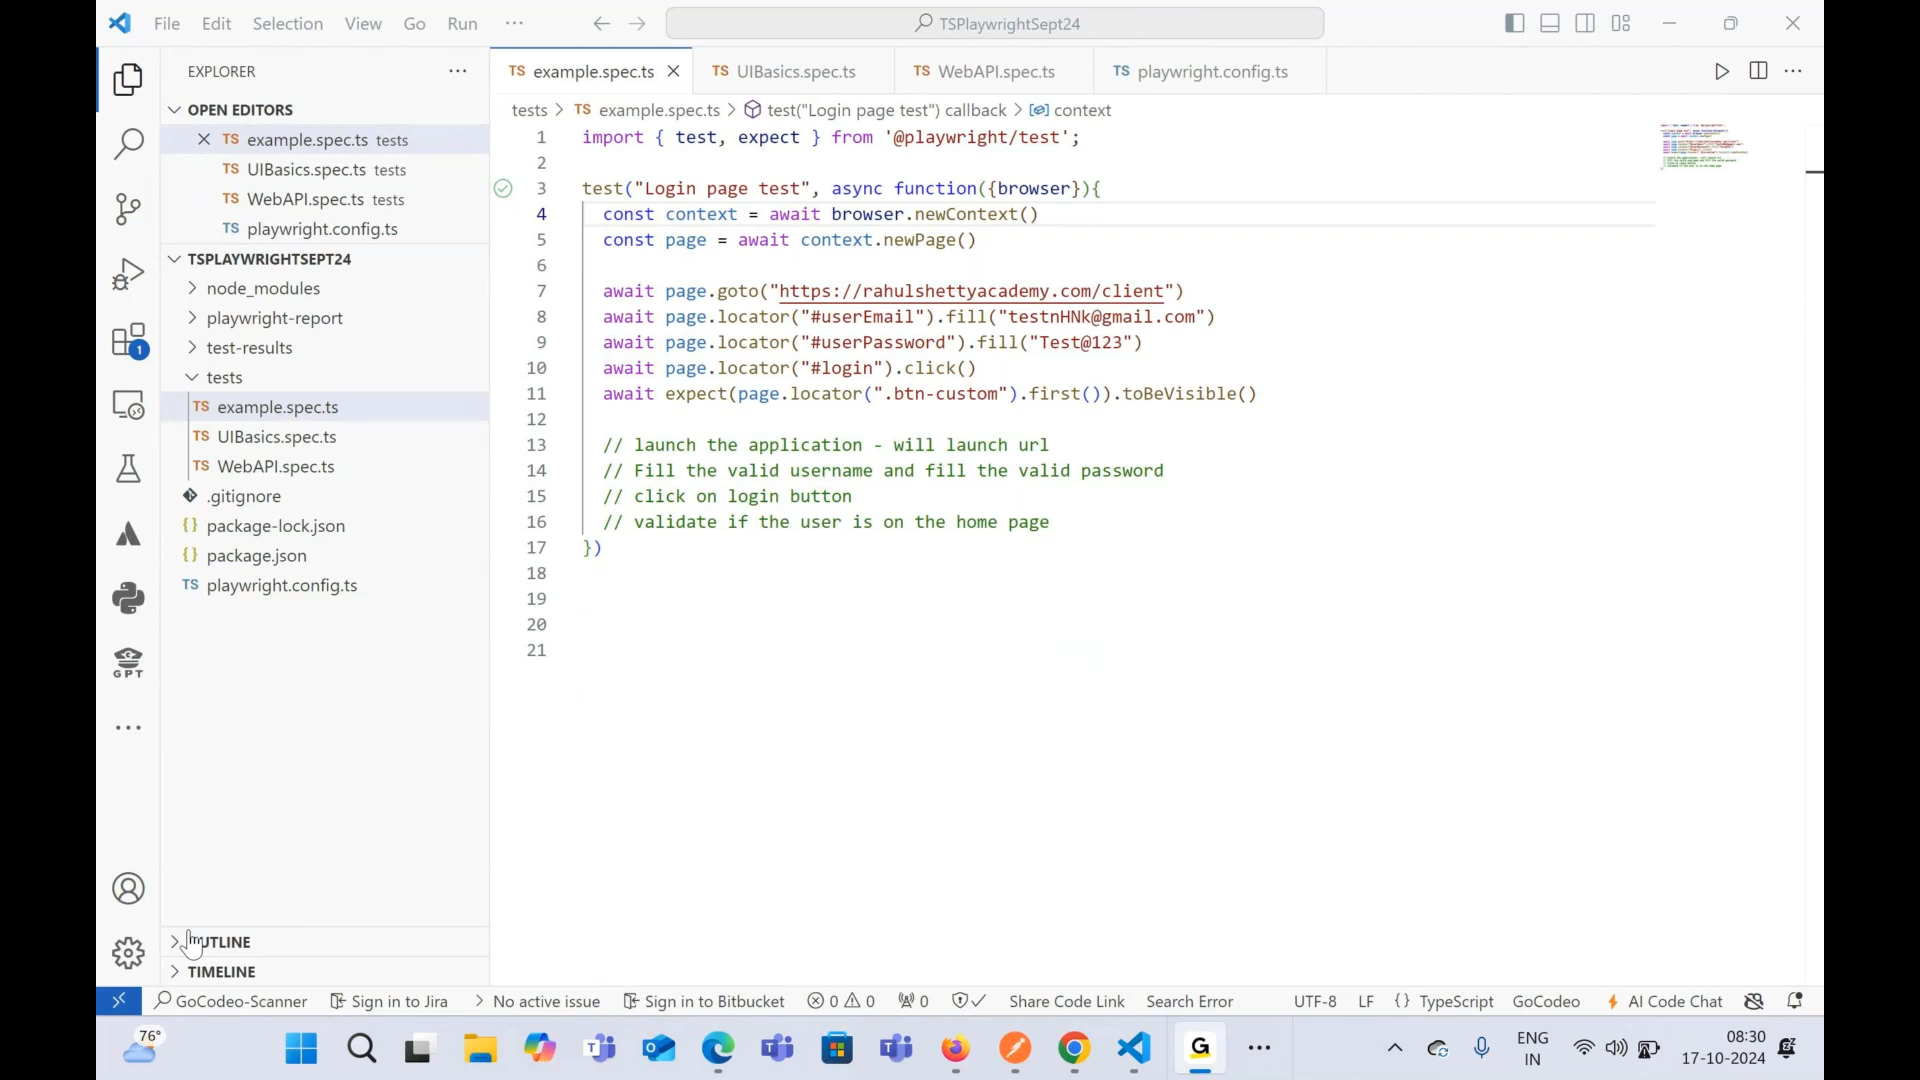 File Edit Selection View Go Run ··· TSPlaywrightSept24
EXPLORER ···
OPEN EDITORS
TS example.spec.ts tests
TS UIBasics.spec.ts tests
TS WebAPI.spec.ts tests
TS playwright.config.ts
TSPLAYWRIGHTSEPT24
node_modules
playwright-report
test-results
tests
TS example.spec.ts
TS UIBasics.spec.ts
TS WebAPI.spec.ts
.gitignore
{} package-lock.json
{} package.json
TS playwright.config.ts
OUTLINE
TIMELINE
1
GPT
TS example.spec.ts TS UIBasics.spec.ts TS WebAPI.spec.ts TS playwright.config.ts
tests > TS example.spec.ts > test("Login page test") callback > context
1 import { test, expect } from '@playwright/test';
2
3 test("Login page test", async function({browser}){
4 const context = await browser.newContext()
5 const page = await context.newPage()
6
7 await page.goto("https://rahulshettyacademy.com/client")
8 await page.locator("#userEmail").fill("testnHNk@gmail.com")
9 await page.locator("#userPassword").fill("Test@123")
10 await page.locator("#login").click()
11 await expect(page.locator(".btn-custom").first()).toBeVisible()
12
13 // launch the application - will launch url
14 // Fill the valid username and fill the valid password
15 // click on login button
16 // validate if the user is on the home page
17 })
18
19
20
21
GoCodeo-Scanner Sign in to Jira No active issue Sign in to Bitbucket 0 0 0 Share Code Link Search Error UTF-8 LF {} TypeScript GoCodeo AI Code Chat
76° ENG 08:30
IN 17-10-2024